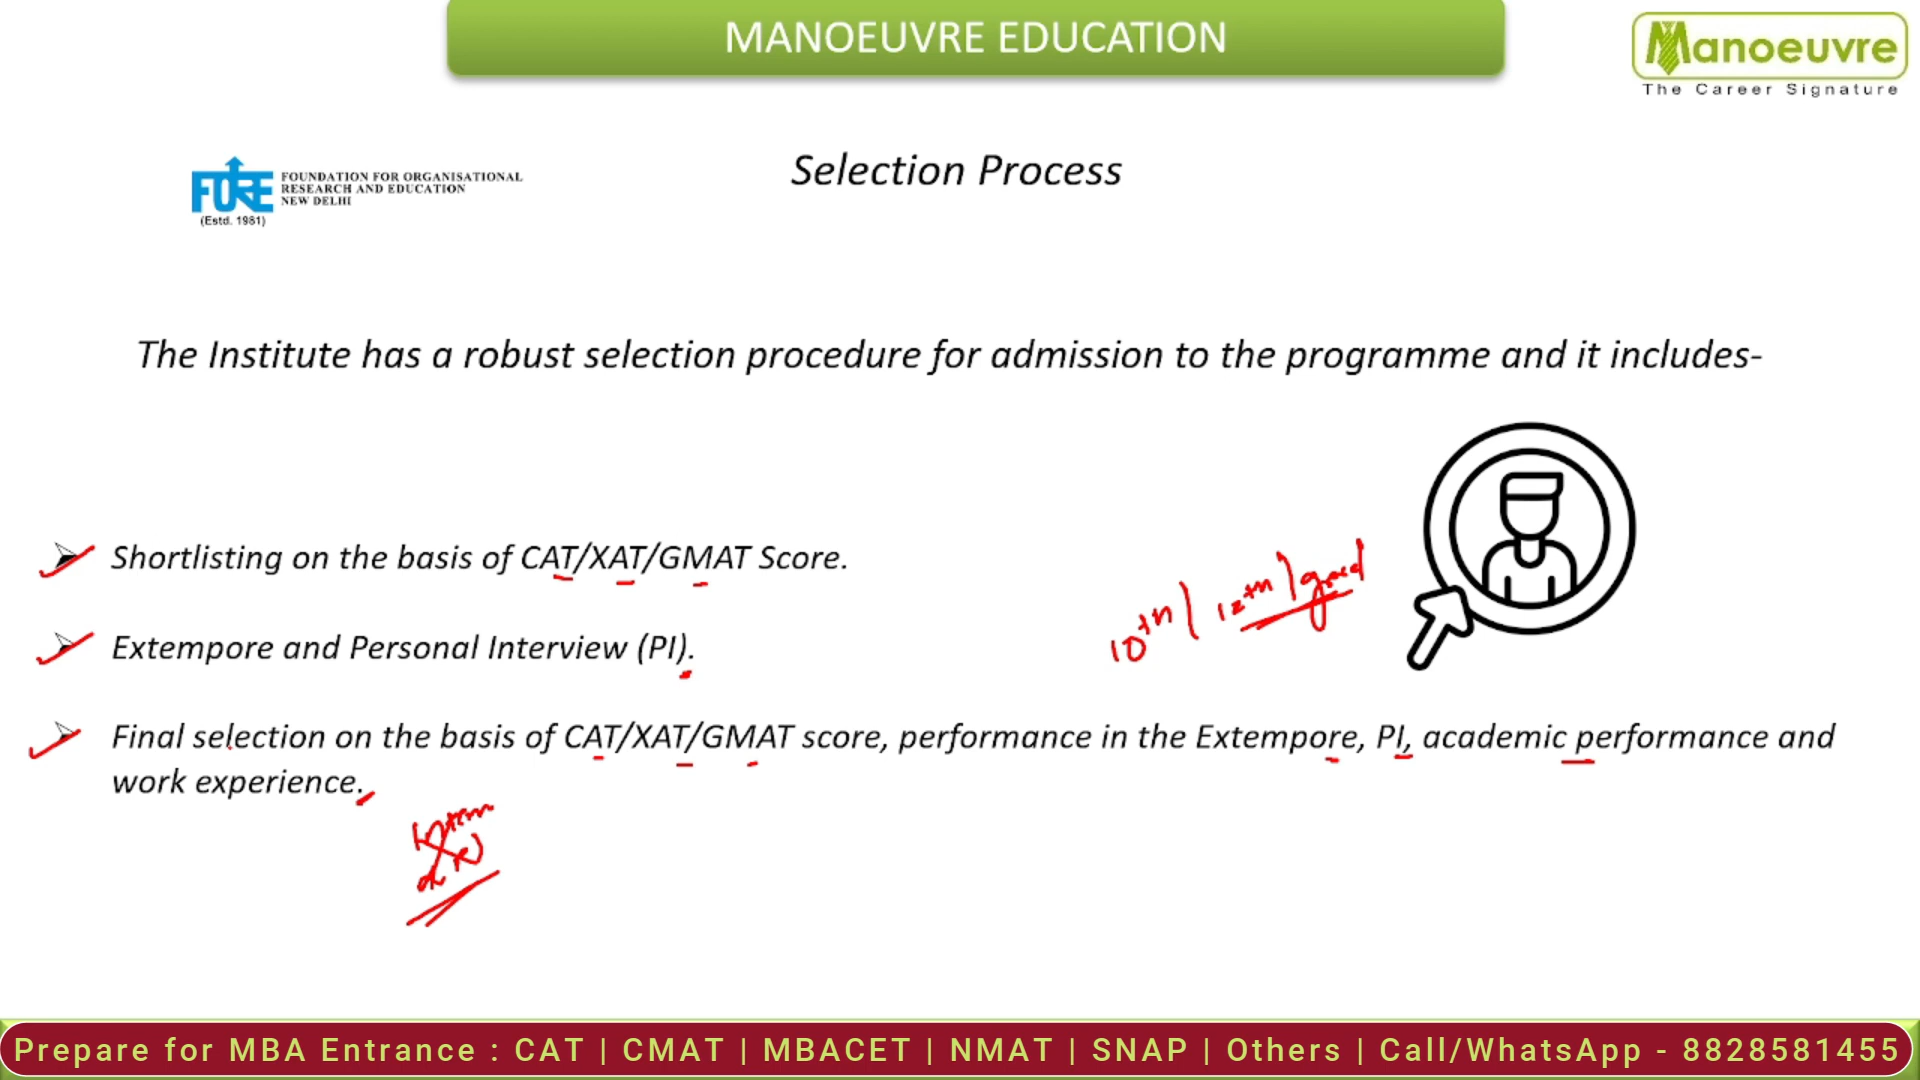 MANOEUVRE EDUCATION
Manoeuvre
The Career Signature
FORE
FOUNDATION FOR ORGANISATIONAL
RESEARCH AND EDUCATION
NEW DELHI
(Estd. 1981)
Selection Process
The Institute has a robust selection procedure for admission to the programme and it includes-
Shortlisting on the basis of CAT/XAT/GMAT Score.
10th | 12th | grad
Extempore and Personal Interview (PI).
Final selection on the basis of CAT/XAT/GMAT score, performance in the Extempore, PI, academic performance and
work experience.
Prepare for MBA Entrance : CAT | CMAT | MBACET | NMAT | SNAP | Others | Call/WhatsApp - 8828581455